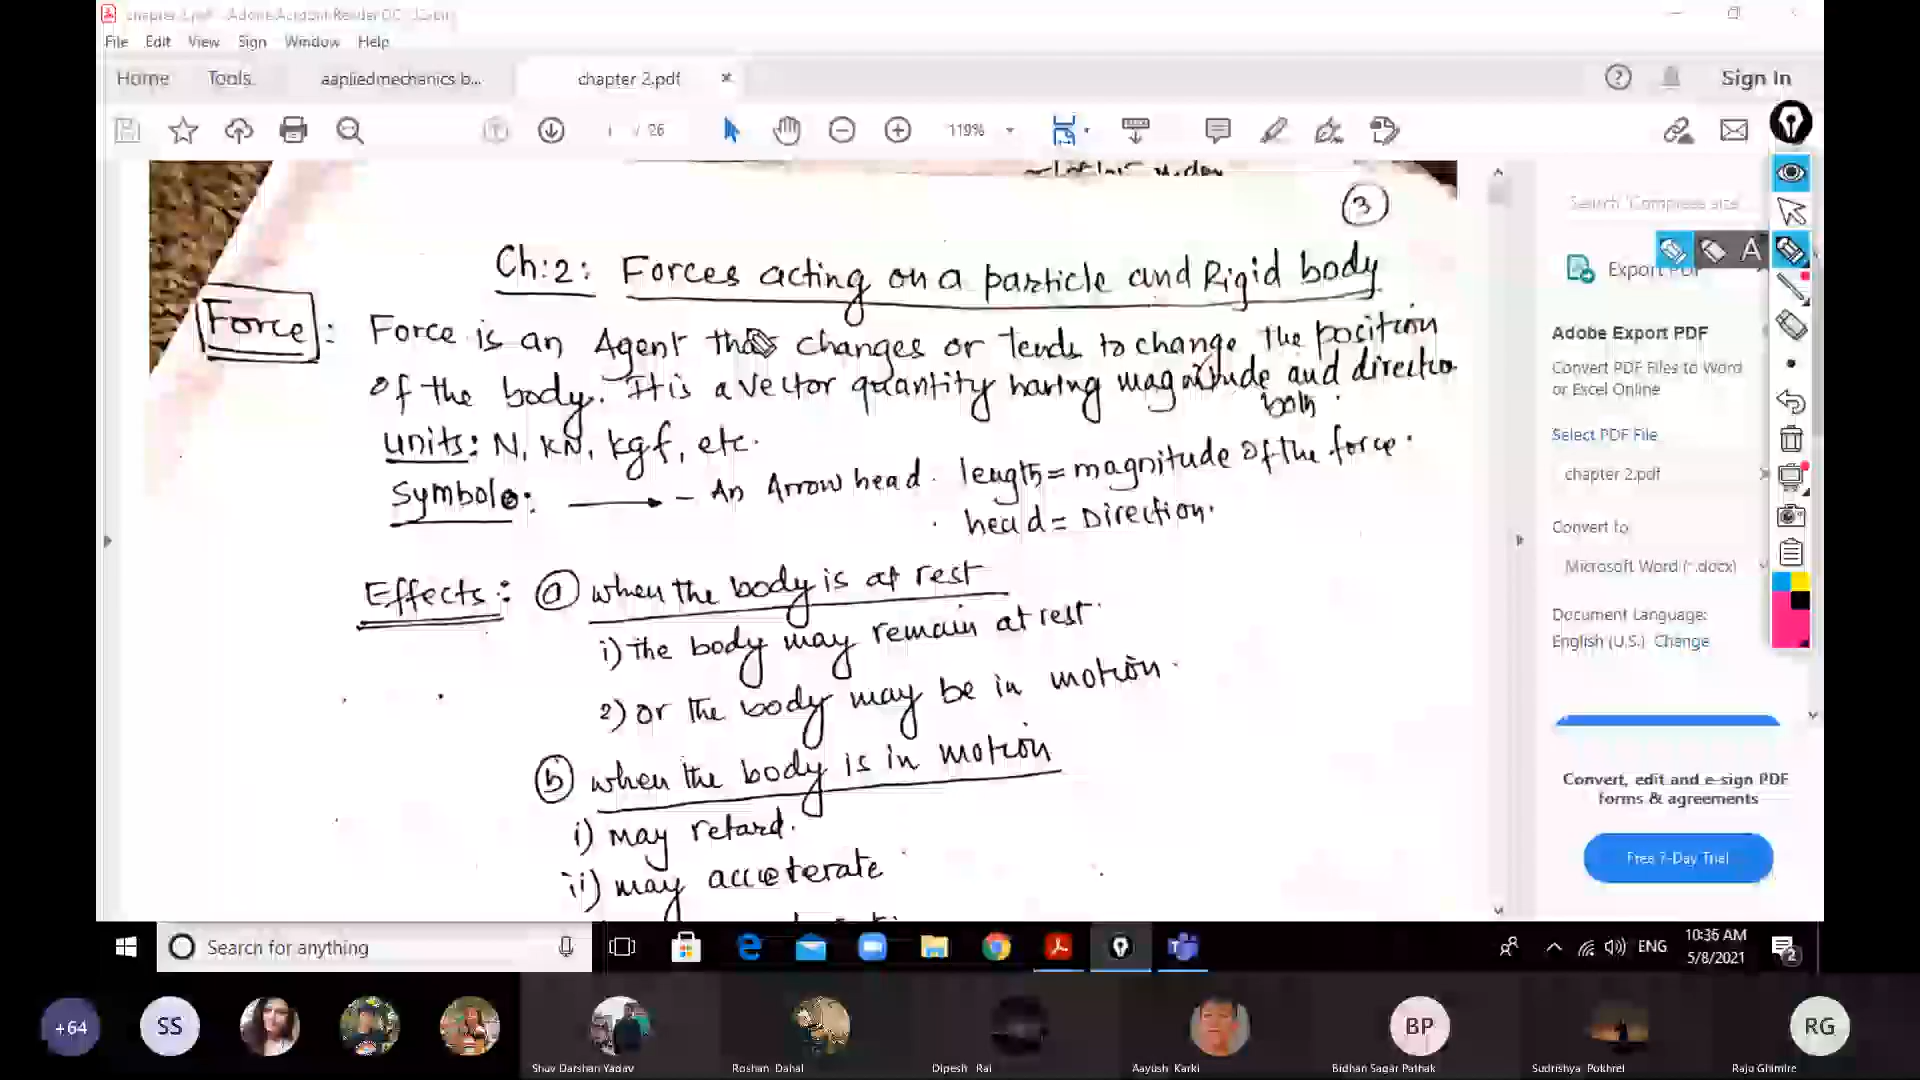 chapter 2.pdf - Adobe Acrobat Reader DC (32-bit)
File Edit View Sign Window Help
Home Tools aapliedmechanics b... chapter 2.pdf × Sign In
1 / 26 119%
3
Search 'Compress size'
Ch:2: Forces acting on a particle and Rigid body
A
Export PDF
Force: Force is an Agent that changes or tends to change the position
of the body. It is a vector quantity having magnitude and directio
both.
units: N, KN, kgf, etc.
Symbol: → - An Arrow head. length = magnitude of the force.
head = Direction.
Effects: a when the body is at rest
i) the body may remain at rest.
2) or the body may be in motion.
b when the body is in motion
i) may retard.
ii) may accelerate
Adobe Export PDF
Convert PDF Files to Word
or Excel Online
Select PDF File
chapter 2.pdf ×
Convert to
Microsoft Word (*.docx)
Document Language:
English (U.S.) Change
Convert, edit and e-sign PDF
forms & agreements
Free 7-Day Trial
Search for anything
ENG
10:36 AM
5/8/2021
2
+64 SS BP RG
Shuv Darshan Yadav Roshan Dahal Dipesh Rai Aayush Karki Bidhan Sagar Pathak Sudrishya Pokhrel Raju Ghimire